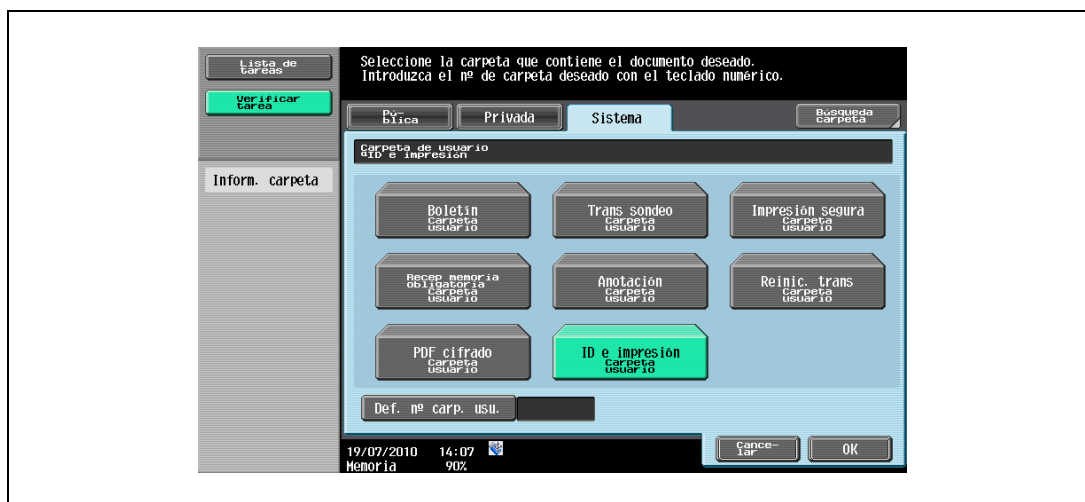 Lista de
tareas
Verificar
tarea
Inform. carpeta
Seleccione la carpeta que contiene el documento deseado.
Introduzca el nº de carpeta deseado con el teclado numérico.
Pú-
blica
Privada
Sistema
Búsqueda
carpeta
Carpeta de usuario
ID e impresión
Boletín
Carpeta
usuario
Trans sondeo
Carpeta
usuario
Impresión segura
Carpeta
usuario
Recep memoria
obligatoria
Carpeta
usuario
Anotación
Carpeta
usuario
Reinic. trans
Carpeta
usuario
PDF cifrado
Carpeta
usuario
ID e impresión
Carpeta
usuario
Def. nº carp. usu.
19/07/2010 14:07
Memoria 90%
Cance-
lar
OK